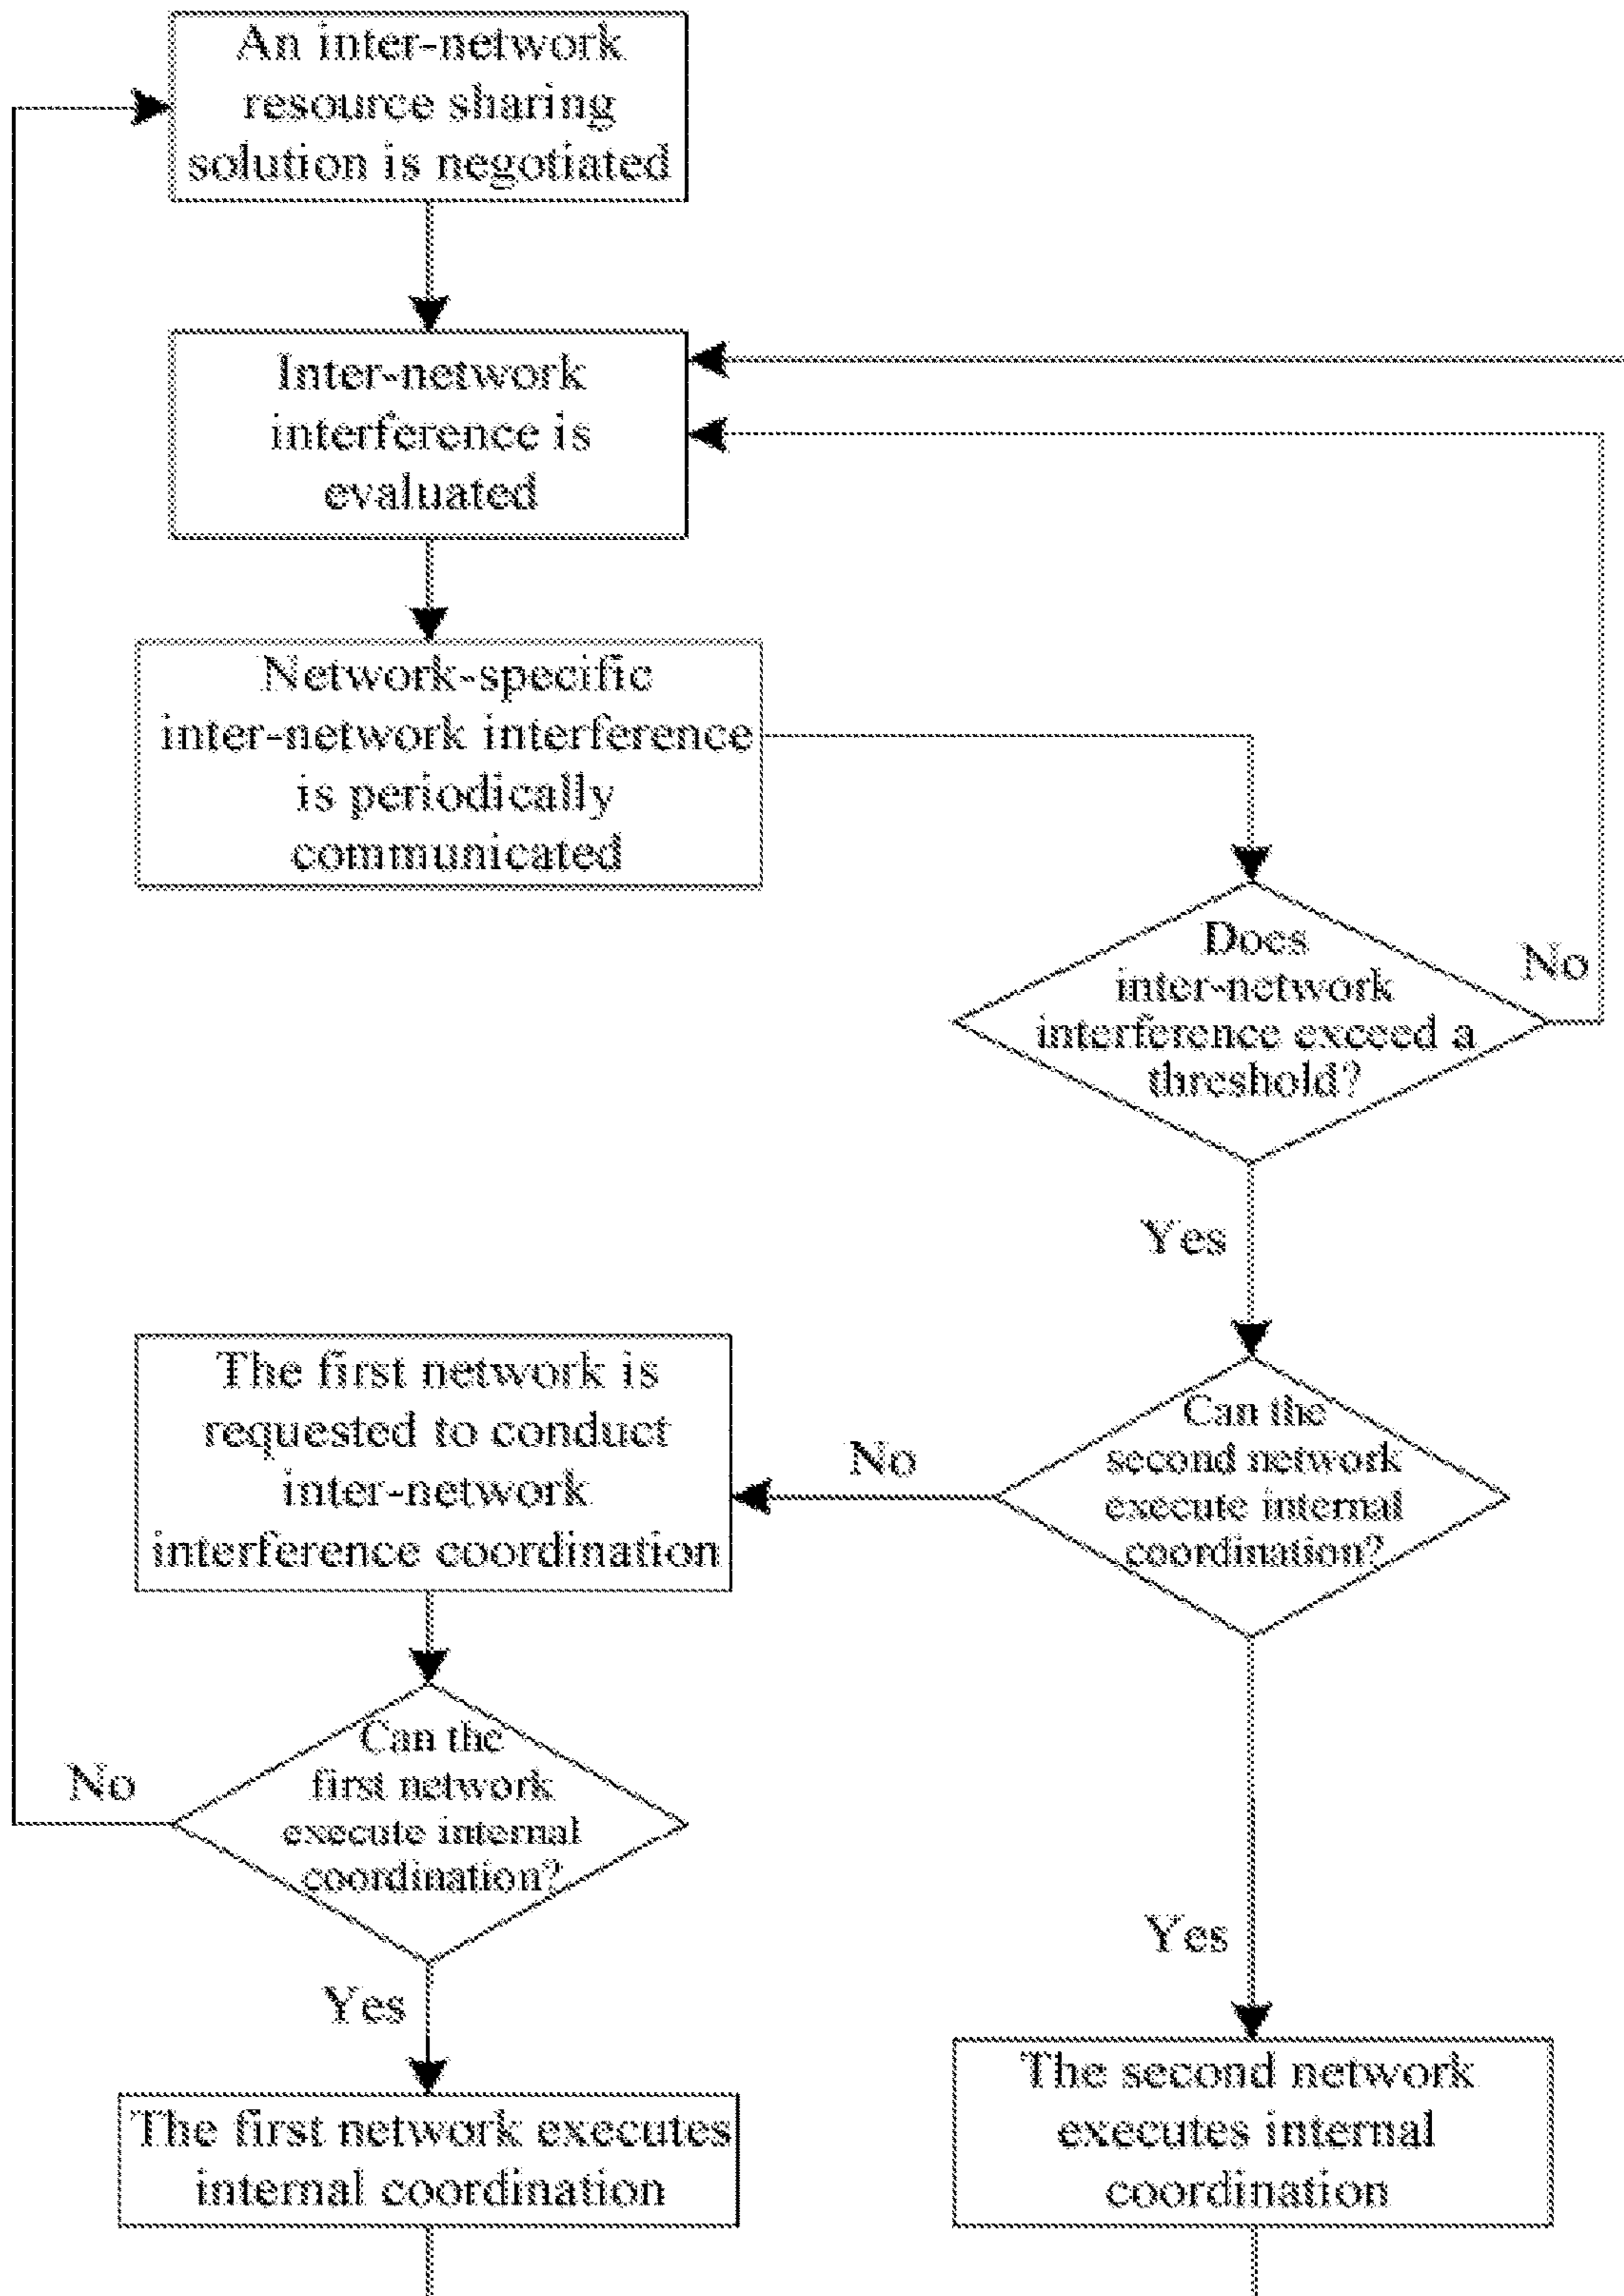 An inter-network
resource sharing
solution is negotiated
Inter-network
interference is
evaluated
Network-specific
inter-network interference
is periodically
communicated
Does
inter-network
interference exceed a
threshold?
No
Yes
Can the
second network
execute internal
coordination?
No
The first network is
requested to conduct
inter-network
interference coordination
Can the
first network
execute internal
coordination?
No
Yes
Yes
The first network executes
internal coordination
The second network
executes internal
coordination